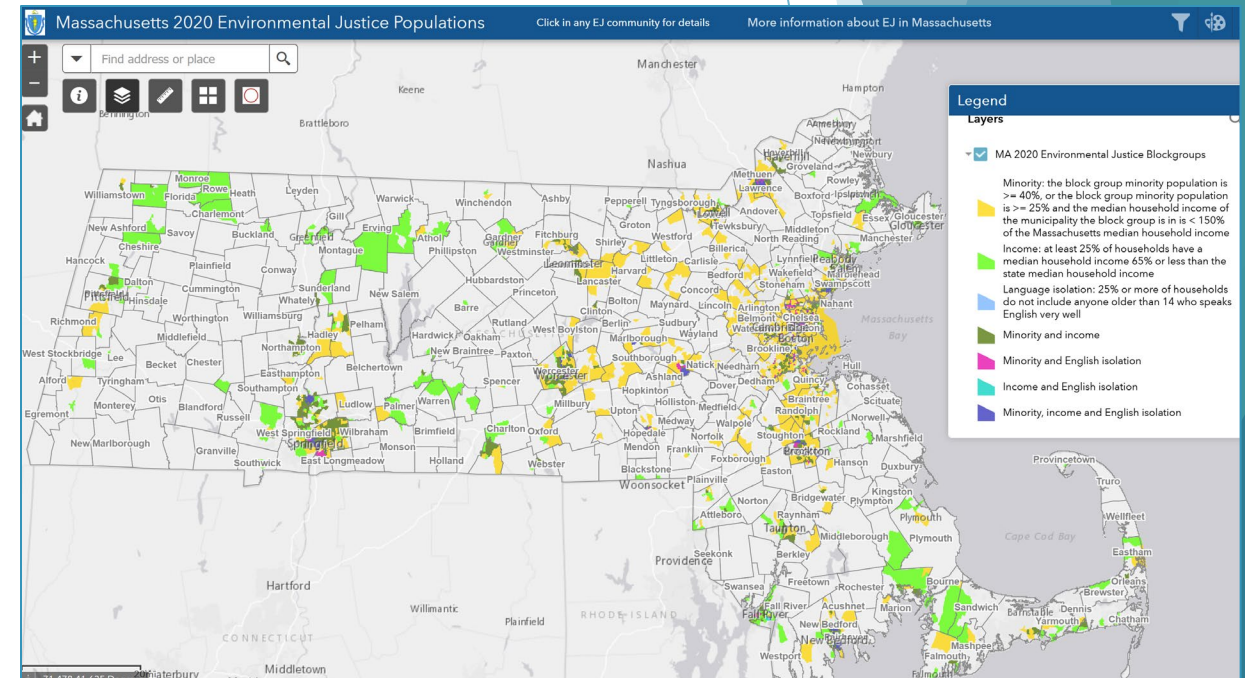 Massachusetts 2020 Environmental Justice Populations
Click in any EJ community for details
More information about EJ in Massachusetts
+
Find address or place
−
Legend
Layers
MA 2020 Environmental Justice Blockgroups
Minority: the block group minority population is
>= 40%, or the block group minority population
is >= 25% and the median household income of
the municipality the block group is in is < 150%
of the Massachusetts median household income
Income: at least 25% of households have a
median household income 65% or less than the
state median household income
Language isolation: 25% or more of households
do not include anyone older than 14 who speaks
English very well
Minority and income
Minority and English isolation
Income and English isolation
Minority, income and English isolation
Manchester
Keene
Hampton
Bennington
Brattleboro
Amesbury
Nashua
Haverhill
Newbury
Groveland
Methuen
Rowley
Lawrence
Monroe
Rowe
Heath
Leyden
Williamstown
Florida
Warwick
Winchendon
Ashby
Pepperell
Tyngsborough
Lowell
Andover
Boxford
Ipswich
Topsfield
Essex
Gloucester
Charlemont
Gill
Groton
Tewksbury
Middleton
New Ashford
Savoy
Buckland
Greenfield
Erving
Athol
Gardner
Fitchburg
Shirley
Westford
Billerica
North Reading
Manchester
Cheshire
Montague
Phillipston
Westminster
Leominster
Littleton
Carlisle
Lynnfield
Peabody
Salem
Hancock
Plainfield
Conway
Hubbardston
Lancaster
Harvard
Bedford
Wakefield
Marblehead
Dalton
Cummington
Whately
Sunderland
New Salem
Princeton
Concord
Stoneham
Swampscott
Pittsfield
Hinsdale
Barre
Clinton
Bolton
Maynard
Lincoln
Arlington
Nahant
Richmond
Worthington
Williamsburg
Pelham
Rutland
West Boylston
Berlin
Sudbury
Belmont
Chelsea
Massachusetts
Bay
Middlefield
Hadley
Hardwick
Oakham
Marlborough
Wayland
Cambridge
Boston
West Stockbridge
Lee
Northampton
New Braintree
Paxton
Southborough
Brookline
Becket
Chester
Easthampton
Belchertown
Worcester
Ashland
Natick
Needham
Hull
Alford
Tyringham
Southampton
Spencer
Hopkinton
Dover
Dedham
Quincy
Cohasset
Monterey
Otis
Blandford
Ludlow
Palmer
Warren
Millbury
Upton
Holliston
Medfield
Braintree
Scituate
Egremont
Russell
Medway
Walpole
Randolph
Norwell
West Springfield
Wilbraham
Brimfield
Charlton
Oxford
Hopedale
Norfolk
Stoughton
Rockland
Marshfield
New Marlborough
Springfield
Monson
Mendon
Franklin
Brockton
Granville
East Longmeadow
Holland
Webster
Foxborough
Hanson
Duxbury
Southwick
Blackstone
Easton
Provincetown
Woonsocket
Plainville
Truro
Norton
Bridgewater
Plympton
Kingston
Attleboro
Raynham
Plymouth
Wellfleet
Taunton
Middleborough
Plymouth
Cape Cod Bay
Seekonk
Berkley
Eastham
Providence
Hartford
Swansea
Freetown
Rochester
Bourne
Orleans
Brewster
Willimantic
Fall River
Fall River
Acushnet
Marion
Sandwich
Barnstable
Dennis
Plainfield
RHODE ISLAND
New Bedford
New Bedford
Yarmouth
Chatham
CONNECTICUT
Mashpee
Westport
Falmouth
Middletown
Falmouth